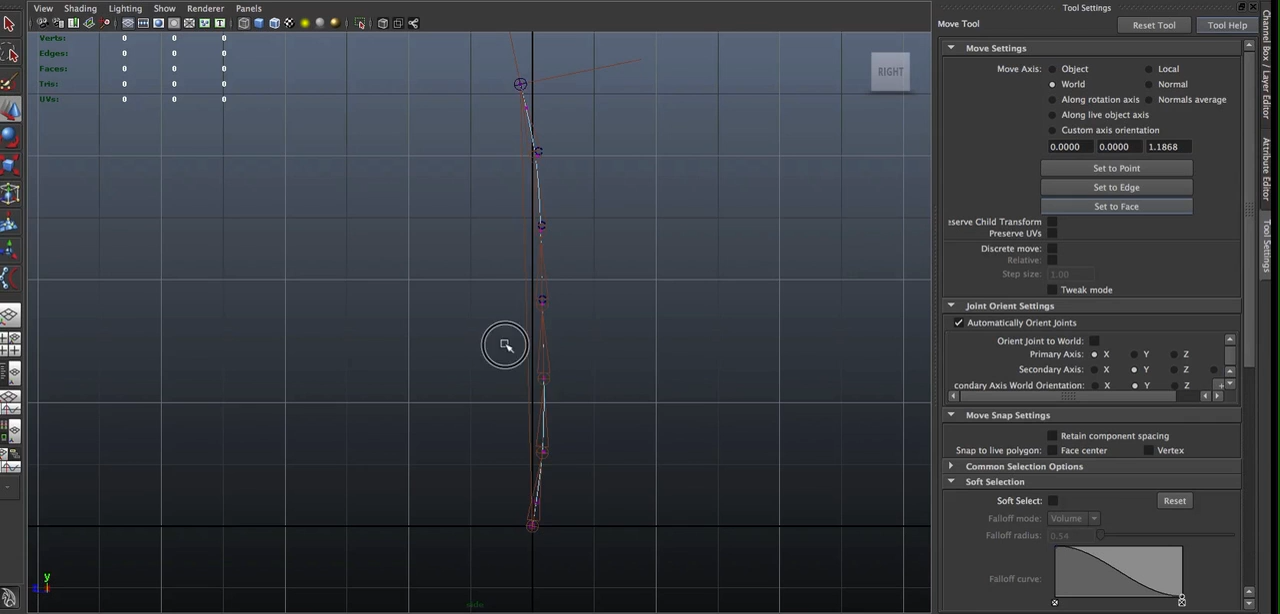 View Shading Lighting Show Renderer Panels
Verts: 0 0 0
Edges: 0 0 0
Faces: 0 0 0
Tris: 0 0 0
UVs: 0 0 0
RIGHT
y
Tool Settings
Move Tool Reset Tool Tool Help
Move Settings
Move Axis: Object Local
World Normal
Along rotation axis Normals average
Along live object axis
Custom axis orientation
0.0000 0.0000 1.1868
Set to Point
Set to Edge
Set to Face
eserve Child Transform
Preserve UVs
Discrete move:
Relative:
Step size: 1.00
Tweak mode
Joint Orient Settings
Automatically Orient Joints
Orient Joint to World:
Primary Axis: X Y Z
Secondary Axis: X Y Z
condary Axis World Orientation: X Y Z
Move Snap Settings
Retain component spacing
Snap to live polygon: Face center Vertex
Common Selection Options
Soft Selection
Soft Select: Reset
Falloff mode: Volume
Falloff radius: 0.54
Falloff curve:
Channel Box / Layer Editor
Attribute Editor
Tool Settings